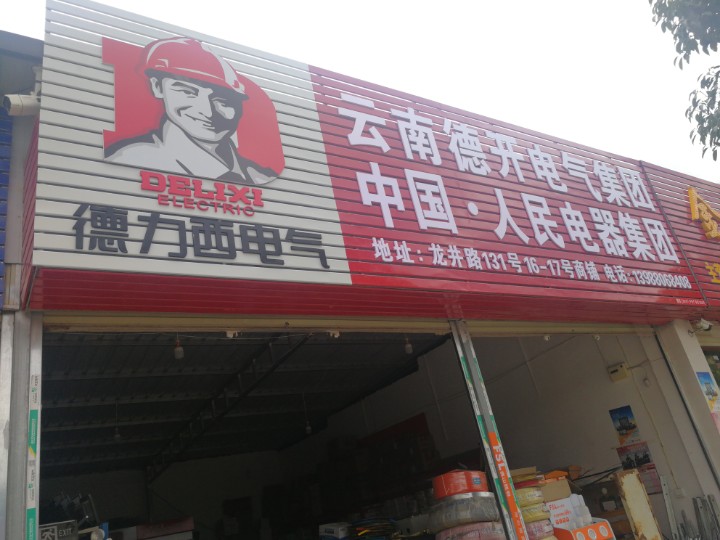 DELIXI
ELECTRIC
德力西电气
云南德开电气集团
中国·人民电器集团
地址:龙井路131号16-17号商铺 电话:13988068400
金